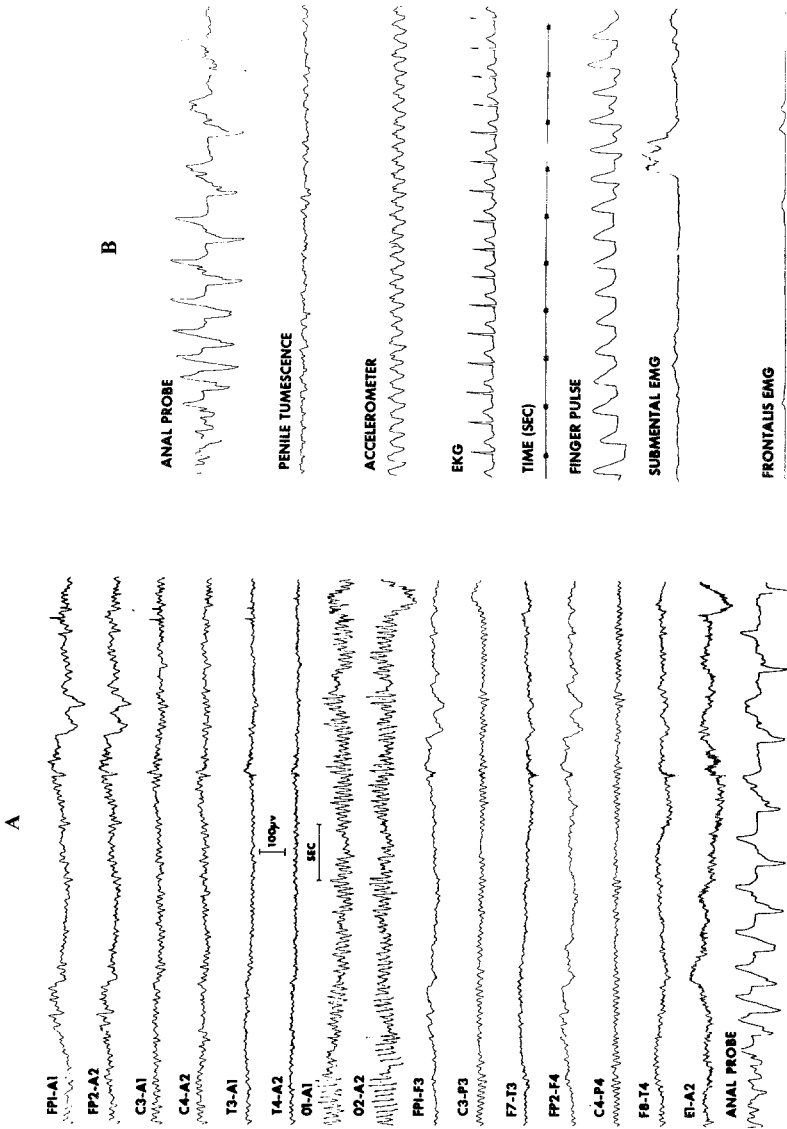 A
FP1-A1
FP2-A2
C3-A1
C4-A2
T3-A1
100μv
T4-A2
SEC
O1-A1
O2-A2
FP1-F3
C3-P3
F7-T3
FP2-F4
C4-P4
F8-T4
E1-A2
ANAL PROBE
B
ANAL PROBE
PENILE TUMESCENCE
ACCELEROMETER
EKG
TIME (SEC)
FINGER PULSE
SUBMENTAL EMG
FRONTALIS EMG